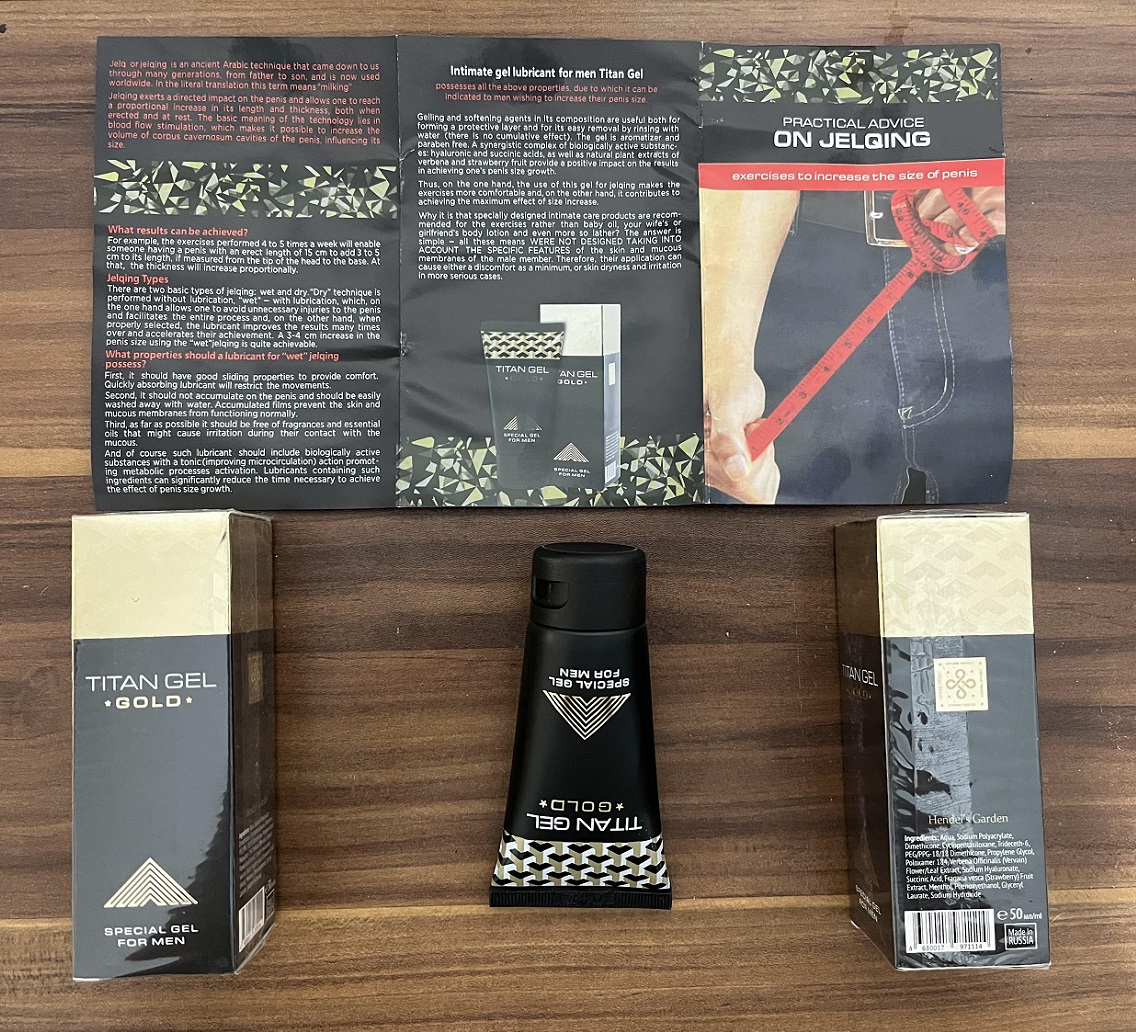 Jelq or jelqing is an ancient Arabic technique that came down to us
through many generations, from father to son, and is now used
worldwide. In the literal translation this term means "milking"
Jelqing exerts a directed impact on the penis and allows one to reach
a proportional increase in its length and thickness, both when
erected and at rest. The basic meaning of the technology lies in
blood flow stimulation, which makes it possible to increase the
volume of corpus cavernosum cavities of the penis, influencing its
size.
What results can be achieved?
For example, the exercises performed 4 to 5 times a week will enable
someone having a penis with an erect length of 15 cm to add 3 to 5
cm to its length, if measured from the tip of the head to the base. At
that, the thickness will increase proportionally.
Jelqing Types
There are two basic types of jelqing: wet and dry."Dry" technique is
performed without lubrication, "wet" – with lubrication, which, on
the one hand allows one to avoid unnecessary injuries to the penis
and facilitates the entire process and, on the other hand, when
properly selected, the lubricant improves the results many times
over and accelerates their achievement. A 3-4 cm increase in the
penis size using the "wet"jelqing is quite achievable.
What properties should a lubricant for "wet" jelqing
possess?
First, it should have good sliding properties to provide comfort.
Quickly absorbing lubricant will restrict the movements.
Second, it should not accumulate on the penis and should be easily
washed away with water. Accumulated films prevent the skin and
mucous membranes from functioning normally.
Third, as far as possible it should be free of fragrances and essential
oils that might cause irritation during their contact with the
mucous.
And of course such lubricant should include biologically active
substances with a tonic(improving microcirculation) action promot-
ing metabolic processes activation. Lubricants containing such
ingredients can significantly reduce the time necessary to achieve
the effect of penis size growth.
Intimate gel lubricant for men Titan Gel
possesses all the above properties, due to which it can be
indicated to men wishing to increase their penis size.
Gelling and softening agents in its composition are useful both for
forming a protective layer and for its easy removal by rinsing with
water (there is no cumulative effect). The gel is aromatizer and
paraben free. A synergistic complex of biologically active substanc-
es: hyaluronic and succinic acids, as well as natural plant extracts of
verbena and strawberry fruit provide a positive impact on the results
in achieving one's penis size growth.
Thus, on the one hand, the use of this gel for jelqing makes the
exercises more comfortable and, on the other hand, it contributes to
achieving the maximum effect of size increase.
Why it is that specially designed intimate care products are recom-
mended for the exercises rather than baby oil, your wife's or
girlfriend's body lotion and even more so lather? The answer is
simple – all these means WERE NOT DESIGNED TAKING INTO
ACCOUNT THE SPECIFIC FEATURES of the skin and mucous
membranes of the male member. Therefore, their application can
cause either a discomfort as a minimum, or skin dryness and irritation
in more serious cases.
TITAN GEL
GOLD
SPECIAL GEL
FOR MEN
TITAN GEL
GOLD
SPECIAL GEL
FOR MEN
PRACTICAL ADVICE
ON JELQING
exercises to increase the size of penis
TITAN GEL
GOLD
SPECIAL GEL
FOR MEN
SPECIAL GEL
FOR MEN
GOLD
TITAN GEL
TITAN GEL
GOLD
SPECIAL GEL
FOR MEN
Hendel's Garden
Ingredients: Aqua, Sodium Polyacrylate,
Dimethicone, Cyclopentasiloxane, Trideceth-6,
PEG/PPG-18/18 Dimethicone, Propylene Glycol,
Poloxamer 184, Verbena Officinalis (Vervain)
Flower/Leaf Extract, Sodium Hyaluronate,
Succinic Acid, Fragaria vesca (Strawberry) Fruit
Extract, Menthol, Phenoxyethanol, Glyceryl
Laurate, Sodium Hydroxide
e 50 мл/ml
4 630017 971114
Made in
RUSSIA